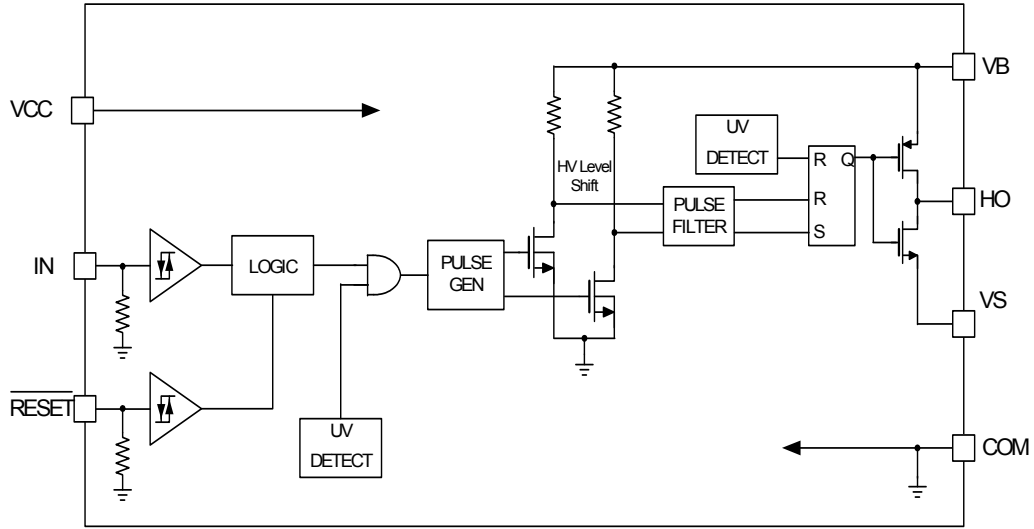 VB
VCC
UV
DETECT
R
Q
HV Level
Shift
R
HO
PULSE
FILTER
S
IN
LOGIC
PULSE
GEN
VS
RESET
UV
DETECT
COM